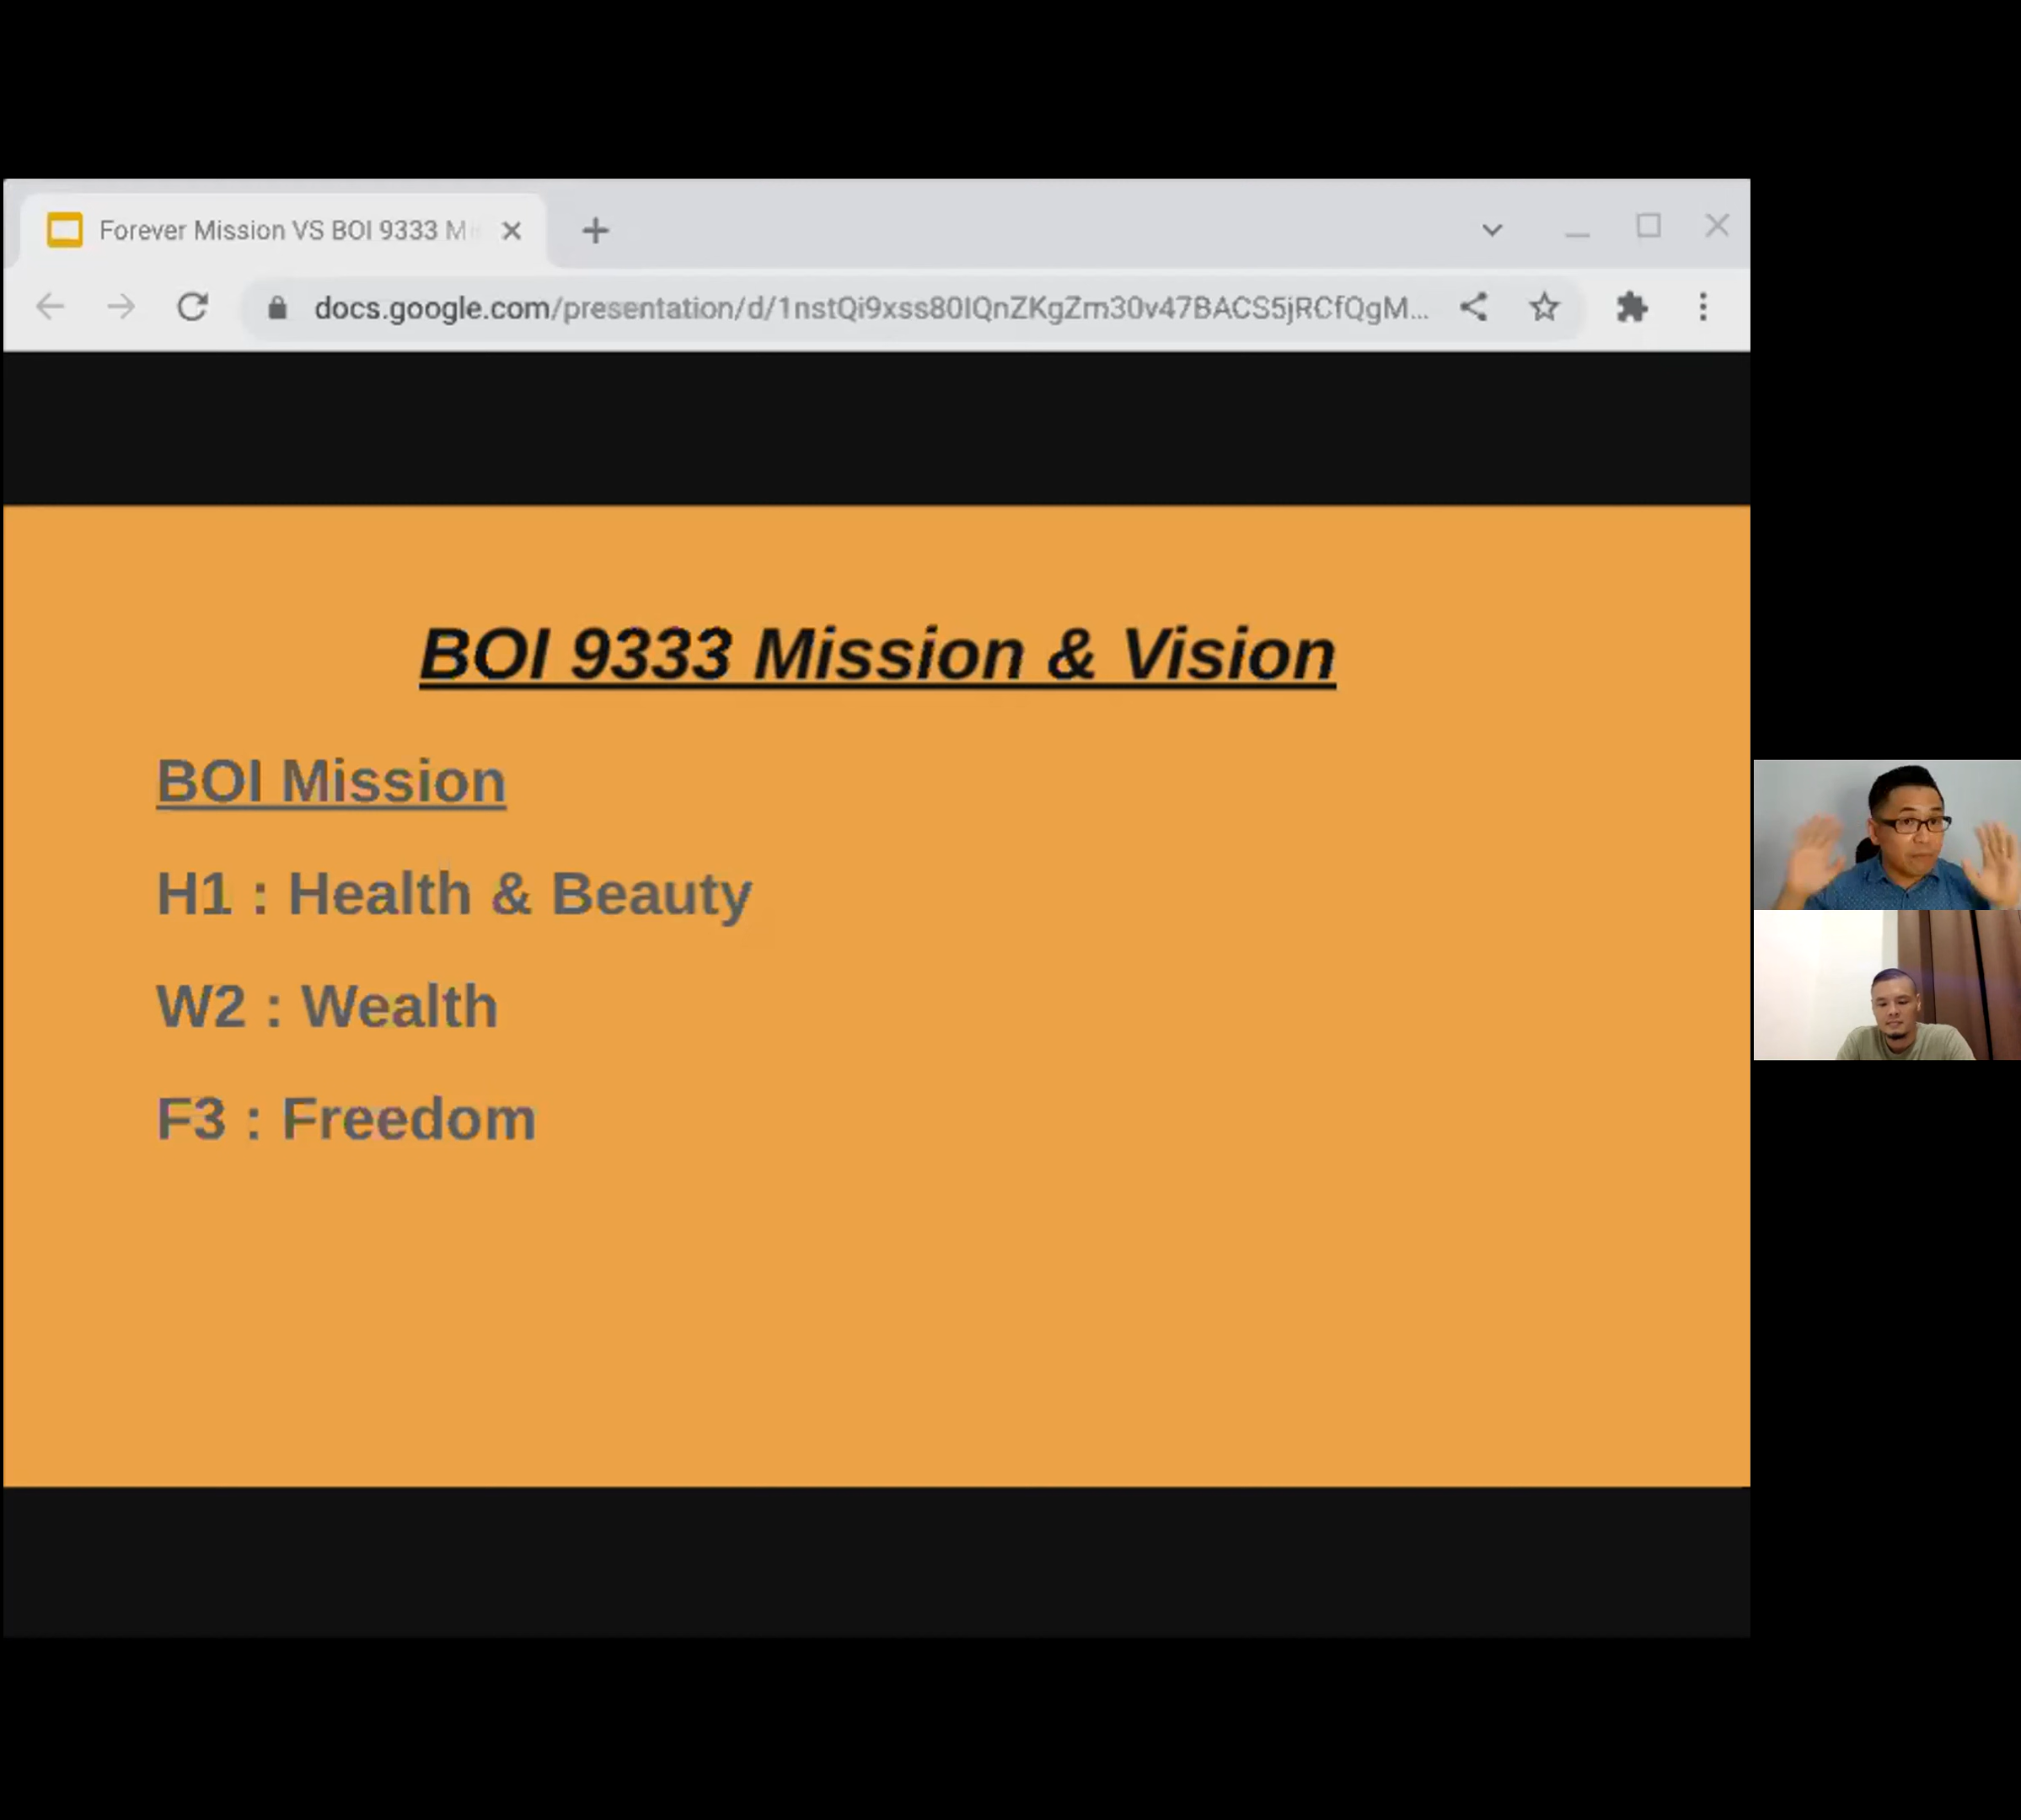 Forever Mission VS BOI 9333
docs.google.com/presentation/d/1nstQi9xss80IQnZKgZm30v47BACS5jRCfQgM...
BOI 9333 Mission & Vision
BOI Mission
H1 : Health & Beauty
W2 : Wealth
F3 : Freedom